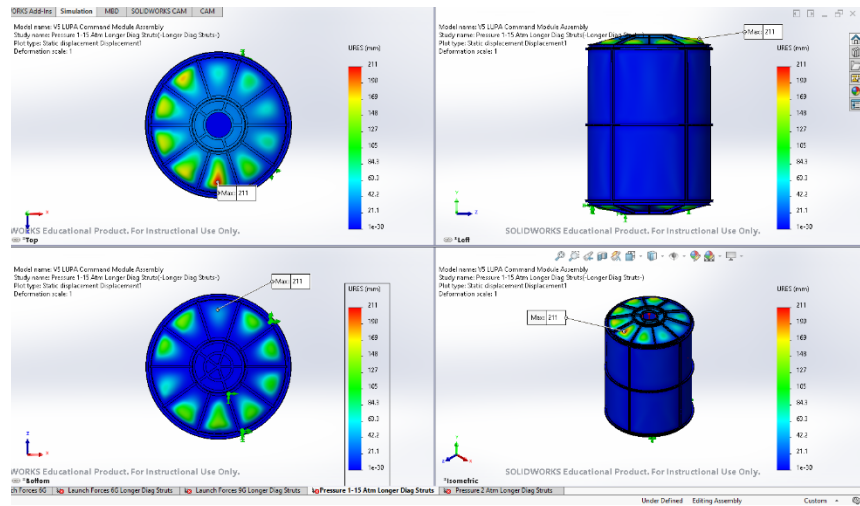 ORKS Add-Ins Simulation MBD SOLIDWORKS CAM CAM
Model name: V5 LUPA Command Module Assembly
Study name: Pressure 1-15 Atm Longer Diag Struts(-Longer Diag Struts-)
Plot type: Static displacement Displacement1
Deformation scale: 1
URES (mm)
211
190
169
148
127
105
84.3
63.3
42.2
21.1
1e-30
Max: 211
SOLIDWORKS Educational Product. For Instructional Use Only.
*Top
Model name: V5 LUPA Command Module Assembly
Study name: Pressure 1-15 Atm Longer Diag Struts(-Longer Diag Struts-)
Plot type: Static displacement Displacement1
Deformation scale: 1
Max: 211
URES (mm)
211
190
169
148
127
105
84.3
63.3
42.2
21.1
1e-30
SOLIDWORKS Educational Product. For Instructional Use Only.
*Left
Model name: V5 LUPA Command Module Assembly
Study name: Pressure 1-15 Atm Longer Diag Struts(-Longer Diag Struts-)
Plot type: Static displacement Displacement1
Deformation scale: 1
Max: 211
URES (mm)
211
190
169
148
127
105
84.3
63.3
42.2
21.1
1e-30
WORKS Educational Product. For Instructional Use Only.
*Bottom
Model name: V5 LUPA Command Module Assembly
Study name: Pressure 1-15 Atm Longer Diag Struts(-Longer Diag Struts-)
Plot type: Static displacement Displacement1
Deformation scale: 1
Max: 211
URES (mm)
211
190
169
148
127
105
84.3
63.3
42.2
21.1
1e-30
SOLIDWORKS Educational Product. For Instructional Use Only.
*Isometric
ch Forces 6G Launch Forces 6G Longer Diag Struts Launch Forces 9G Longer Diag Struts Pressure 1-15 Atm Longer Diag Struts Pressure 2 Atm Longer Diag Struts
Under Defined Editing Assembly Custom